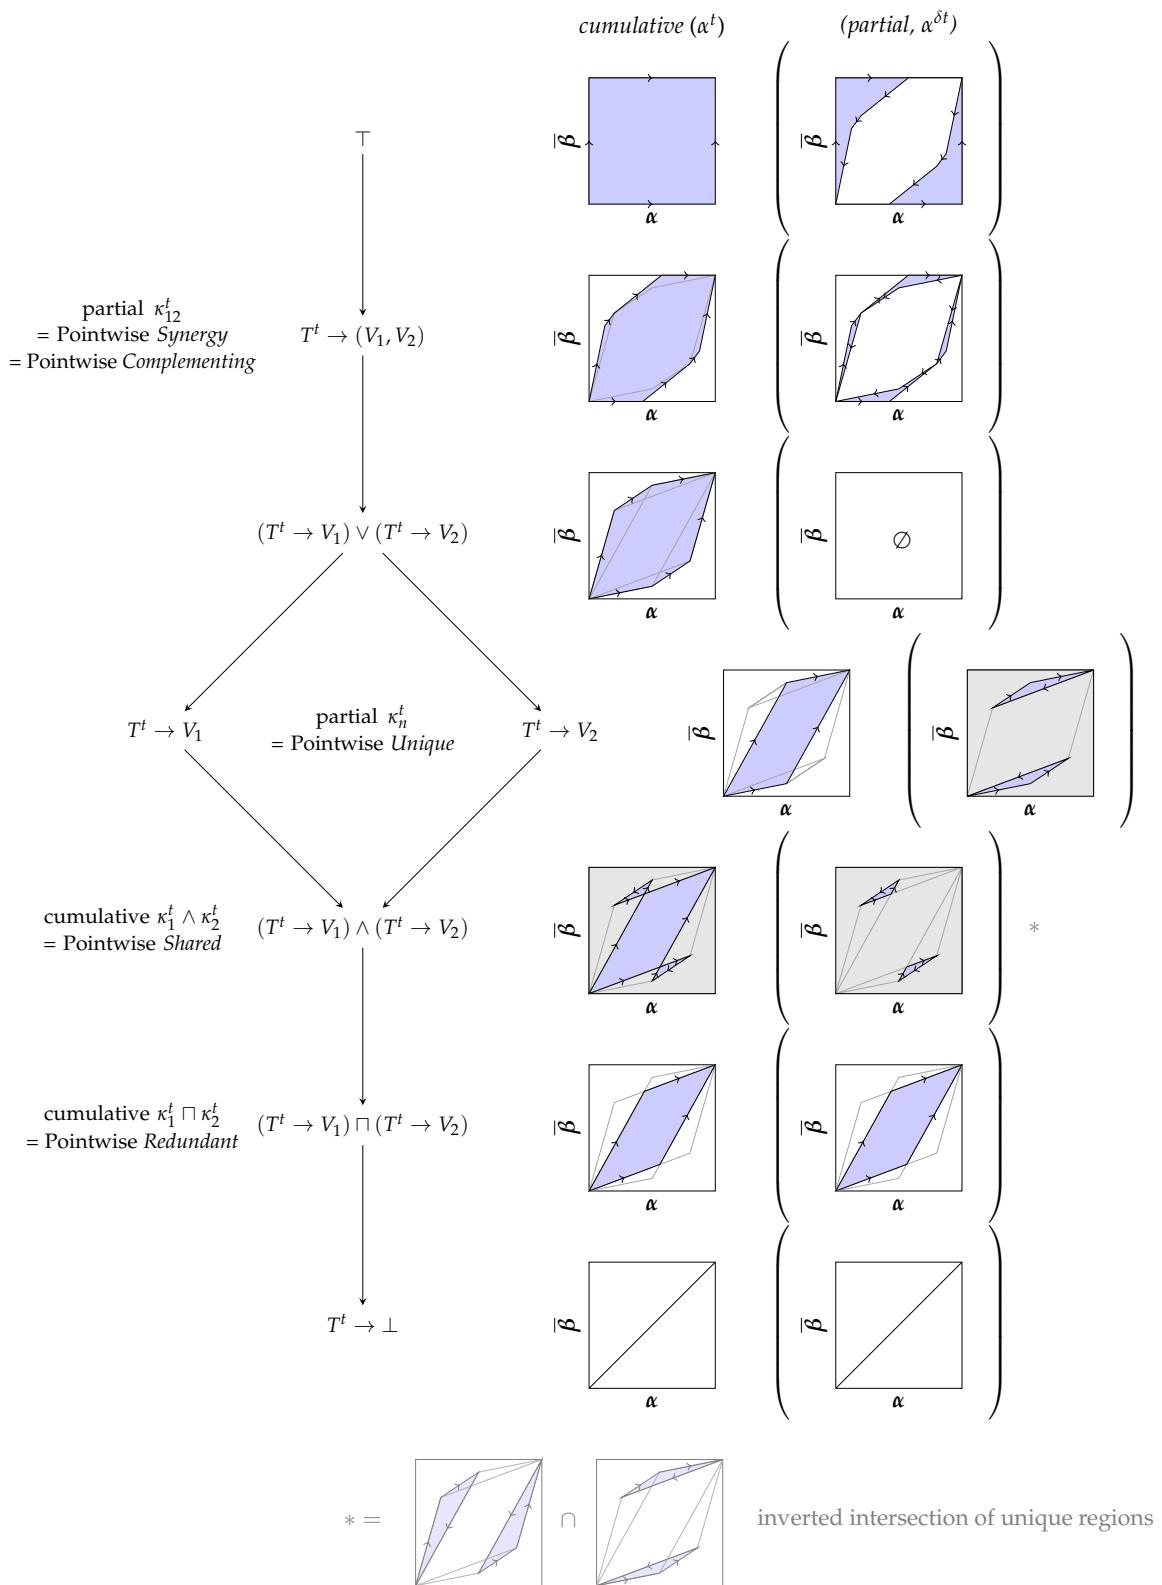 cumulative (α^t) (partial, α^{δt})
⊤
β̅ β̅
α α
partial κ^t_{12}
= Pointwise Synergy
= Pointwise Complementing
T^t → (V_1, V_2)
β̅ β̅
α α
(T^t → V_1) ∨ (T^t → V_2)
β̅ β̅ ∅
α α
T^t → V_1
partial κ^t_n
= Pointwise Unique
T^t → V_2
β̅ β̅
α α
cumulative κ^t_1 ∧ κ^t_2
= Pointwise Shared
(T^t → V_1) ∧ (T^t → V_2)
β̅ β̅ *
α α
cumulative κ^t_1 ⊓ κ^t_2
= Pointwise Redundant
(T^t → V_1) ⊓ (T^t → V_2)
β̅ β̅
α α
T^t → ⊥
β̅ β̅
α α
* = ∩ inverted intersection of unique regions